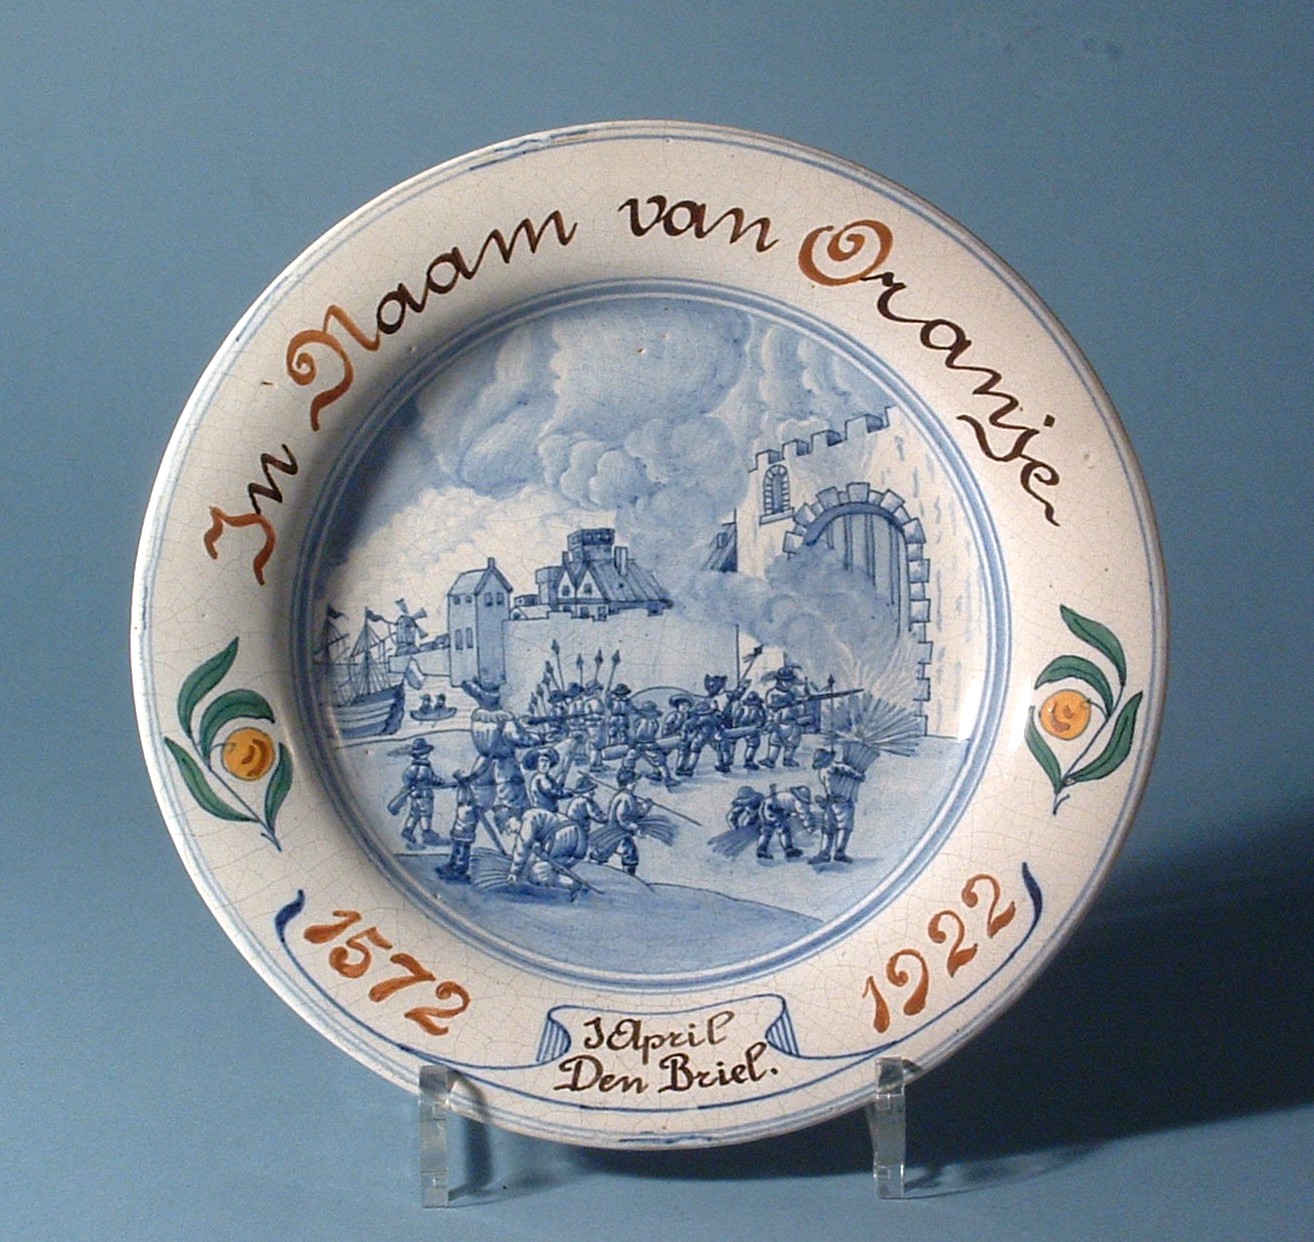 In Naam van Oranje
1572
1922
1 April
Den Briel.